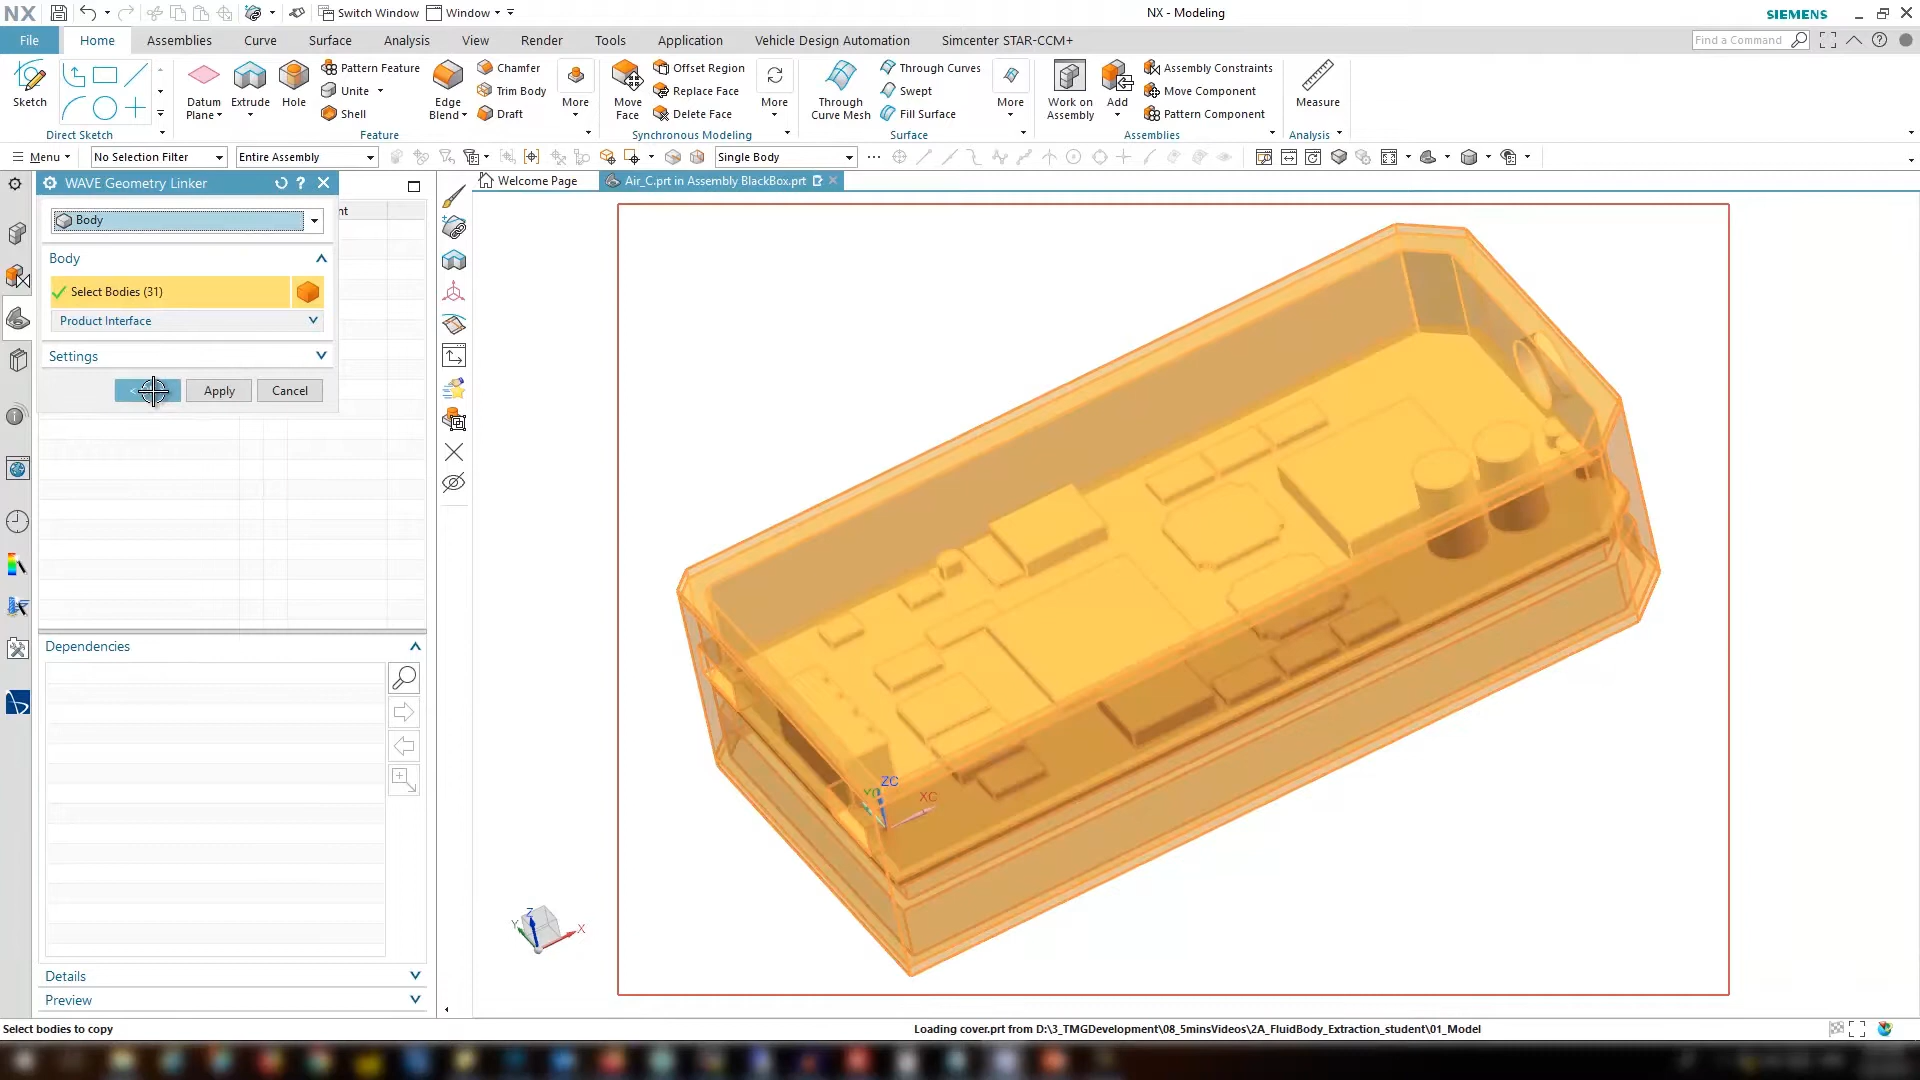 NX
Switch Window
Window
NX - Modeling
SIEMENS
File
Home
Assemblies
Curve
Surface
Analysis
View
Render
Tools
Application
Vehicle Design Automation
Simcenter STAR-CCM+
Find a Command
Sketch
Direct Sketch
Datum Plane
Extrude
Hole
Pattern Feature
Unite
Shell
Edge Blend
Chamfer
Trim Body
Draft
More
Feature
Move Face
Offset Region
Replace Face
Delete Face
More
Synchronous Modeling
Through Curve Mesh
Through Curves
Swept
Fill Surface
More
Surface
Work on Assembly
Add
Assembly Constraints
Move Component
Pattern Component
Assemblies
Measure
Analysis
Menu
No Selection Filter
Entire Assembly
Single Body
WAVE Geometry Linker
Welcome Page
Air_C.prt in Assembly BlackBox.prt
Body
nt
Body
Select Bodies (31)
Product Interface
Settings
Apply
Cancel
Dependencies
ZC
XC
Z
Y
X
Details
Preview
Select bodies to copy
Loading cover.prt from D:\3_TMGDevelopment\08_5minsVideos\2A_FluidBody_Extraction_student\01_Model